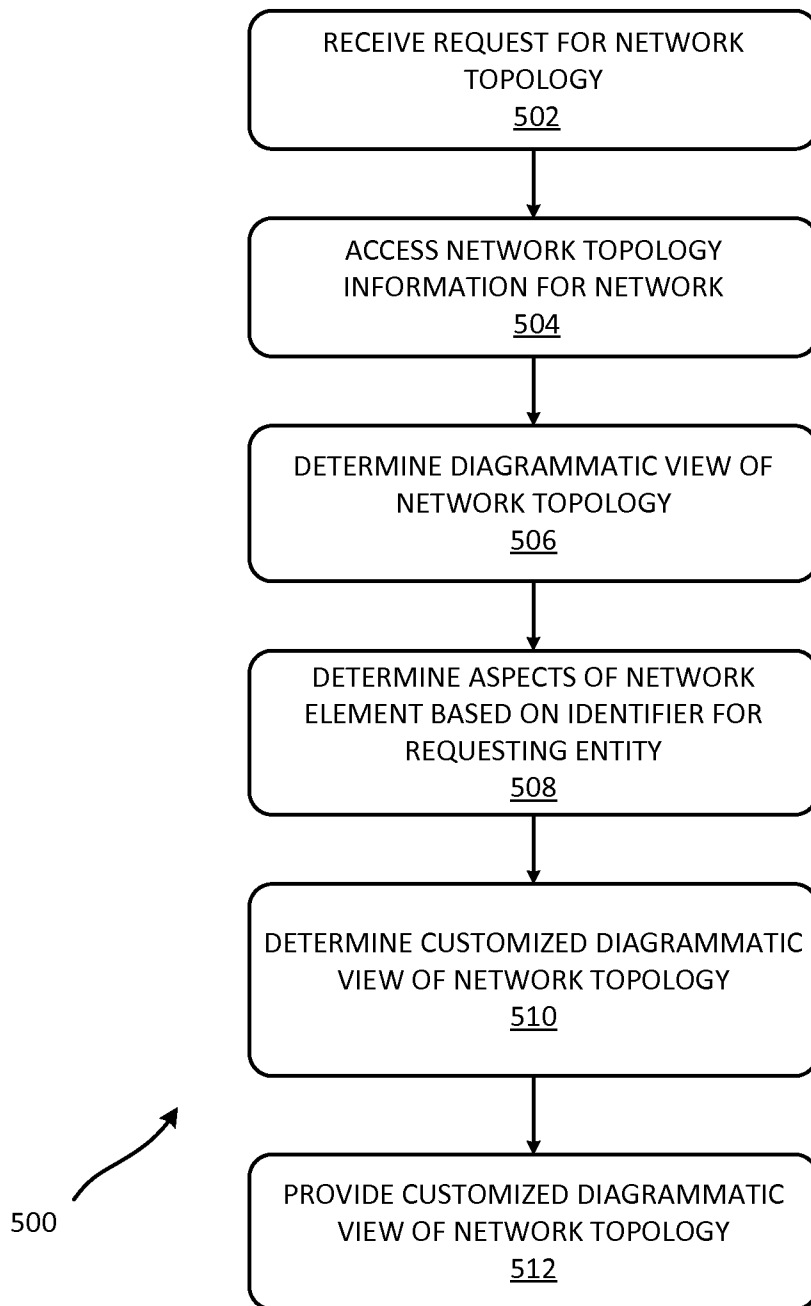 RECEIVE REQUEST FOR NETWORK
TOPOLOGY
502
ACCESS NETWORK TOPOLOGY
INFORMATION FOR NETWORK
504
DETERMINE DIAGRAMMATIC VIEW OF
NETWORK TOPOLOGY
506
DETERMINE ASPECTS OF NETWORK
ELEMENT BASED ON IDENTIFIER FOR
REQUESTING ENTITY
508
DETERMINE CUSTOMIZED DIAGRAMMATIC
VIEW OF NETWORK TOPOLOGY
510
PROVIDE CUSTOMIZED DIAGRAMMATIC
VIEW OF NETWORK TOPOLOGY
512
500